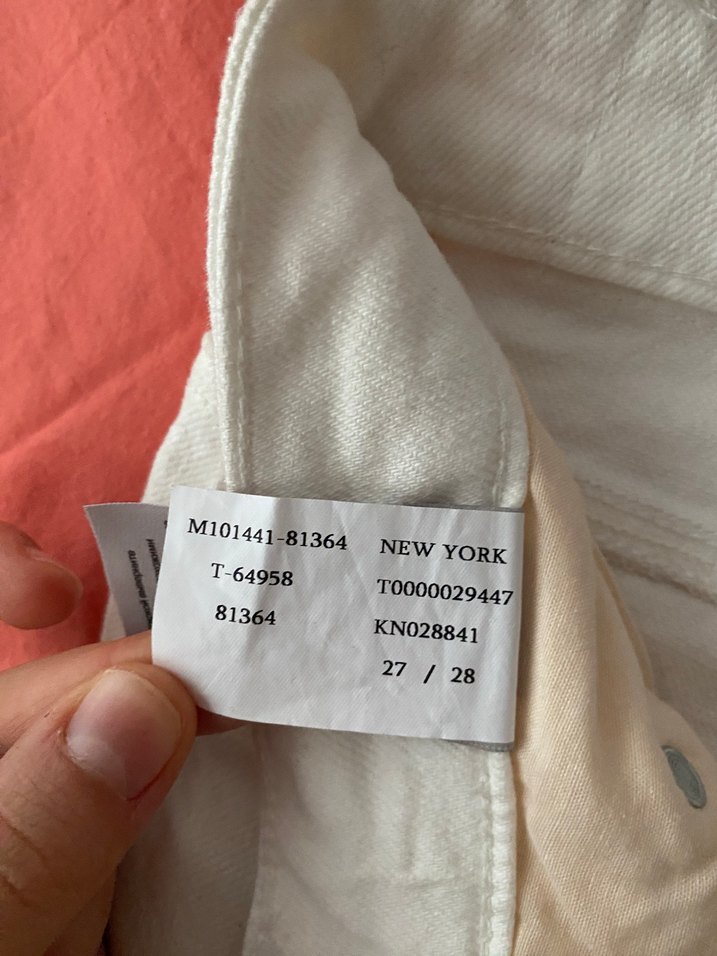 M101441-81364
T-64958
81364
NEW YORK
T0000029447
KN028841
27 / 28